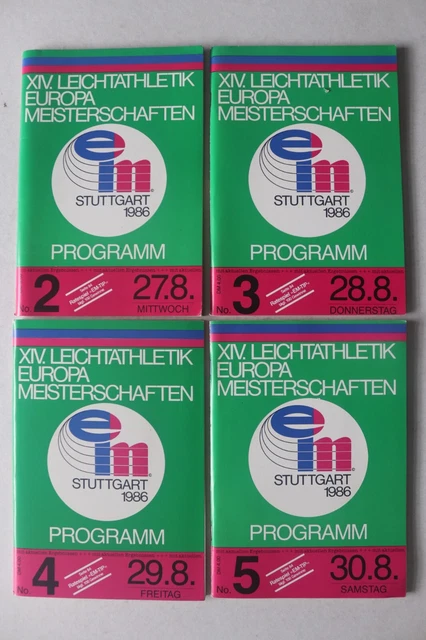 XIV. LEICHTATHLETIK
EUROPA
MEISTERSCHAFTEN
em
STUTTGART
1986
PROGRAMM
No. 2
27.8.
MITTWOCH
XIV. LEICHTATHLETIK
EUROPA
MEISTERSCHAFTEN
em
STUTTGART
1986
PROGRAMM
No. 3
28.8.
DONNERSTAG
XIV. LEICHTATHLETIK
EUROPA
MEISTERSCHAFTEN
em
STUTTGART
1986
PROGRAMM
No. 4
29.8.
FREITAG
XIV. LEICHTATHLETIK
EUROPA
MEISTERSCHAFTEN
em
STUTTGART
1986
PROGRAMM
No. 5
30.8.
SAMSTAG